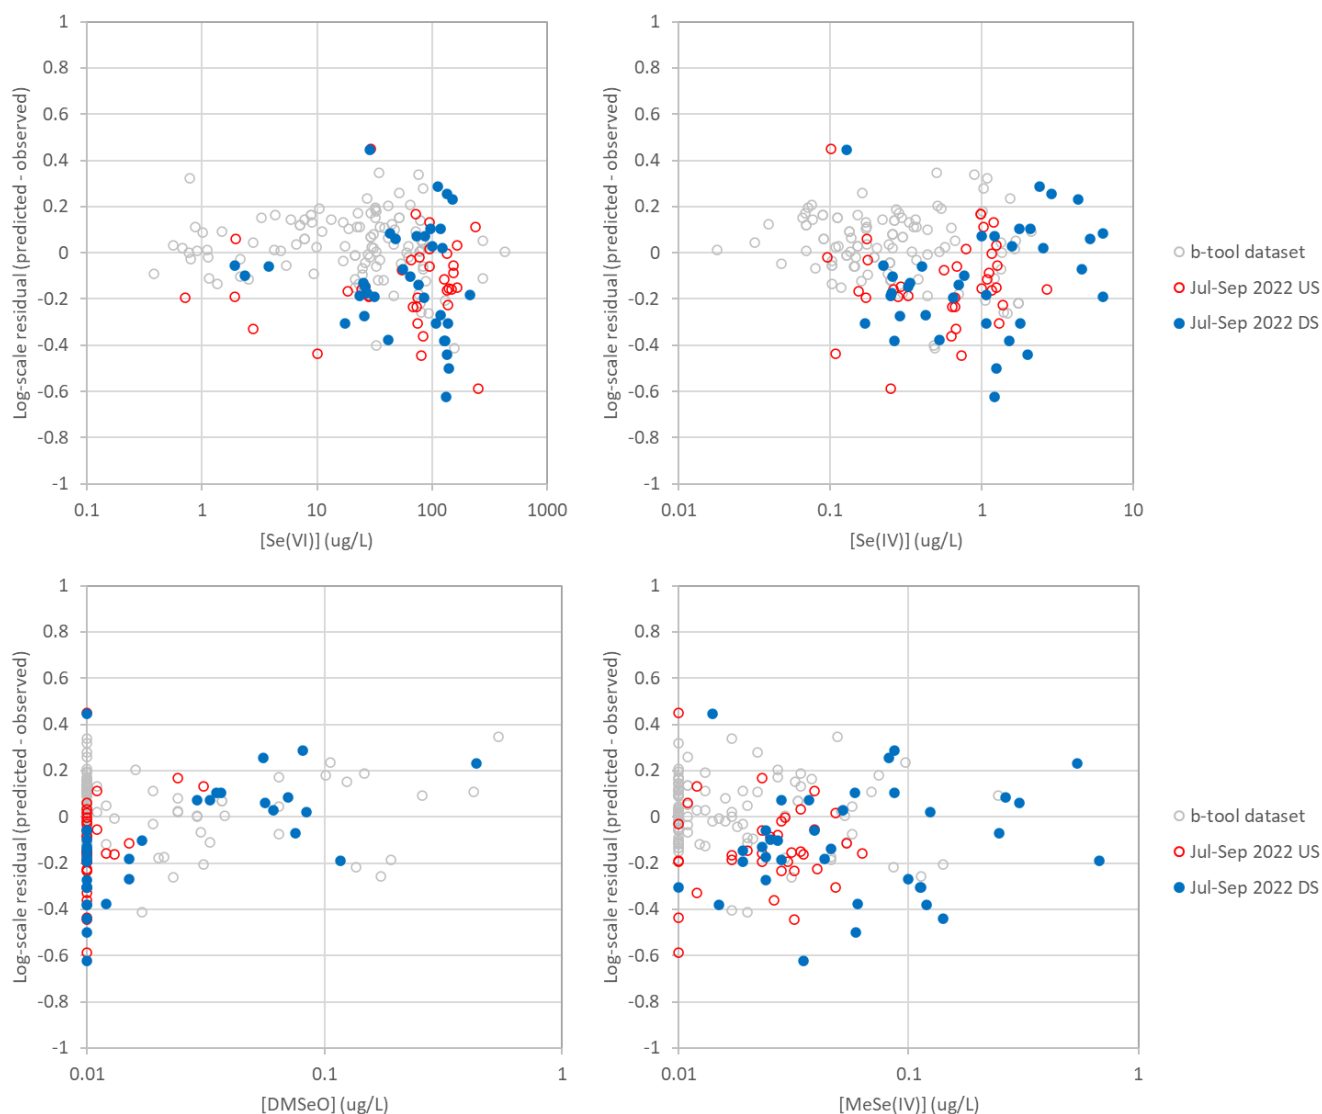 Log-scale residual (predicted - observed)
1
0.8
0.6
0.4
0.2
0
-0.2
-0.4
-0.6
-0.8
-1
0.1 1 10 100 1000
[Se(VI)] (ug/L)
Log-scale residual (predicted - observed)
1
0.8
0.6
0.4
0.2
0
-0.2
-0.4
-0.6
-0.8
-1
0.01 0.1 1 10
[Se(IV)] (ug/L)
b-tool dataset
Jul-Sep 2022 US
Jul-Sep 2022 DS
Log-scale residual (predicted - observed)
1
0.8
0.6
0.4
0.2
0
-0.2
-0.4
-0.6
-0.8
-1
0.01 0.1 1
[DMSeO] (ug/L)
Log-scale residual (predicted - observed)
1
0.8
0.6
0.4
0.2
0
-0.2
-0.4
-0.6
-0.8
-1
0.01 0.1 1
[MeSe(IV)] (ug/L)
b-tool dataset
Jul-Sep 2022 US
Jul-Sep 2022 DS